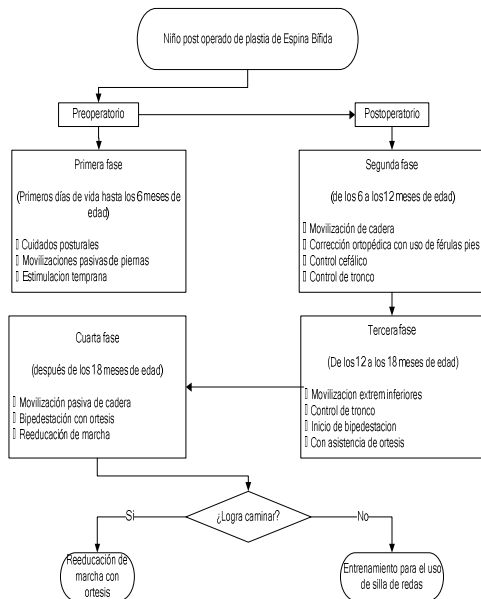 Niño post operado de plastia de Espina Bífida
Preoperatorio
Postoperatorio
Primera fase
(Primeros días de vida hasta los 6 meses de
edad)
▯ Cuidados posturales
▯ Movilizaciones pasivas de piernas
▯ Estimulacion temprana
Segunda fase
(de los 6 a los 12 meses de edad)
▯ Movilización de cadera
▯ Corrección ortopédica con uso de férulas pies
▯ Control cefálico
▯ Control de tronco
Tercera fase
(De los 12 a los 18 meses de edad)
▯ Movilizacion extrem inferiores
▯ Control de tronco
▯ Inicio de bipedestacion
▯ Con asistencia de ortesis
Cuarta fase
(después de los 18 meses de edad)
▯ Movilización pasiva de cadera
▯ Bipedestación con ortesis
▯ Reeducación de marcha
¿Logra caminar?
Si
No
Reeducación de
marcha con
ortesis
Entrenamiento para el uso
de silla de redas